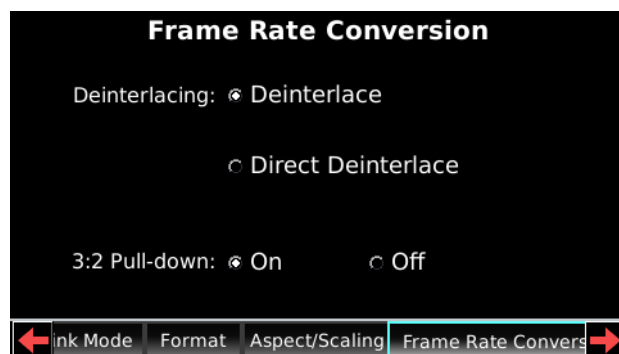 Frame Rate Conversion
Deinterlacing: Deinterlace
Direct Deinterlace
3:2 Pull-down: On Off
ink Mode Format Aspect/Scaling Frame Rate Convers